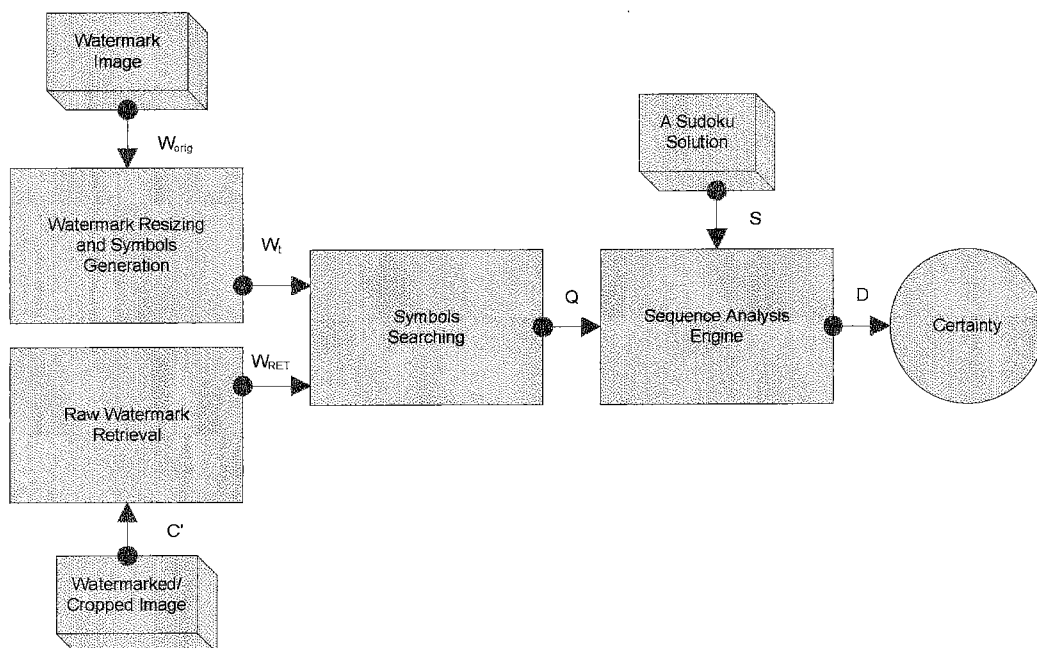 Watermark
Image
W_orig
Watermark Resizing
and Symbols
Generation
W_t
A Sudoku
Solution
S
Symbols
Searching
Q
Sequence Analysis
Engine
D
Certainty
W_RET
Raw Watermark
Retrieval
C'
Watermarked/
Cropped Image